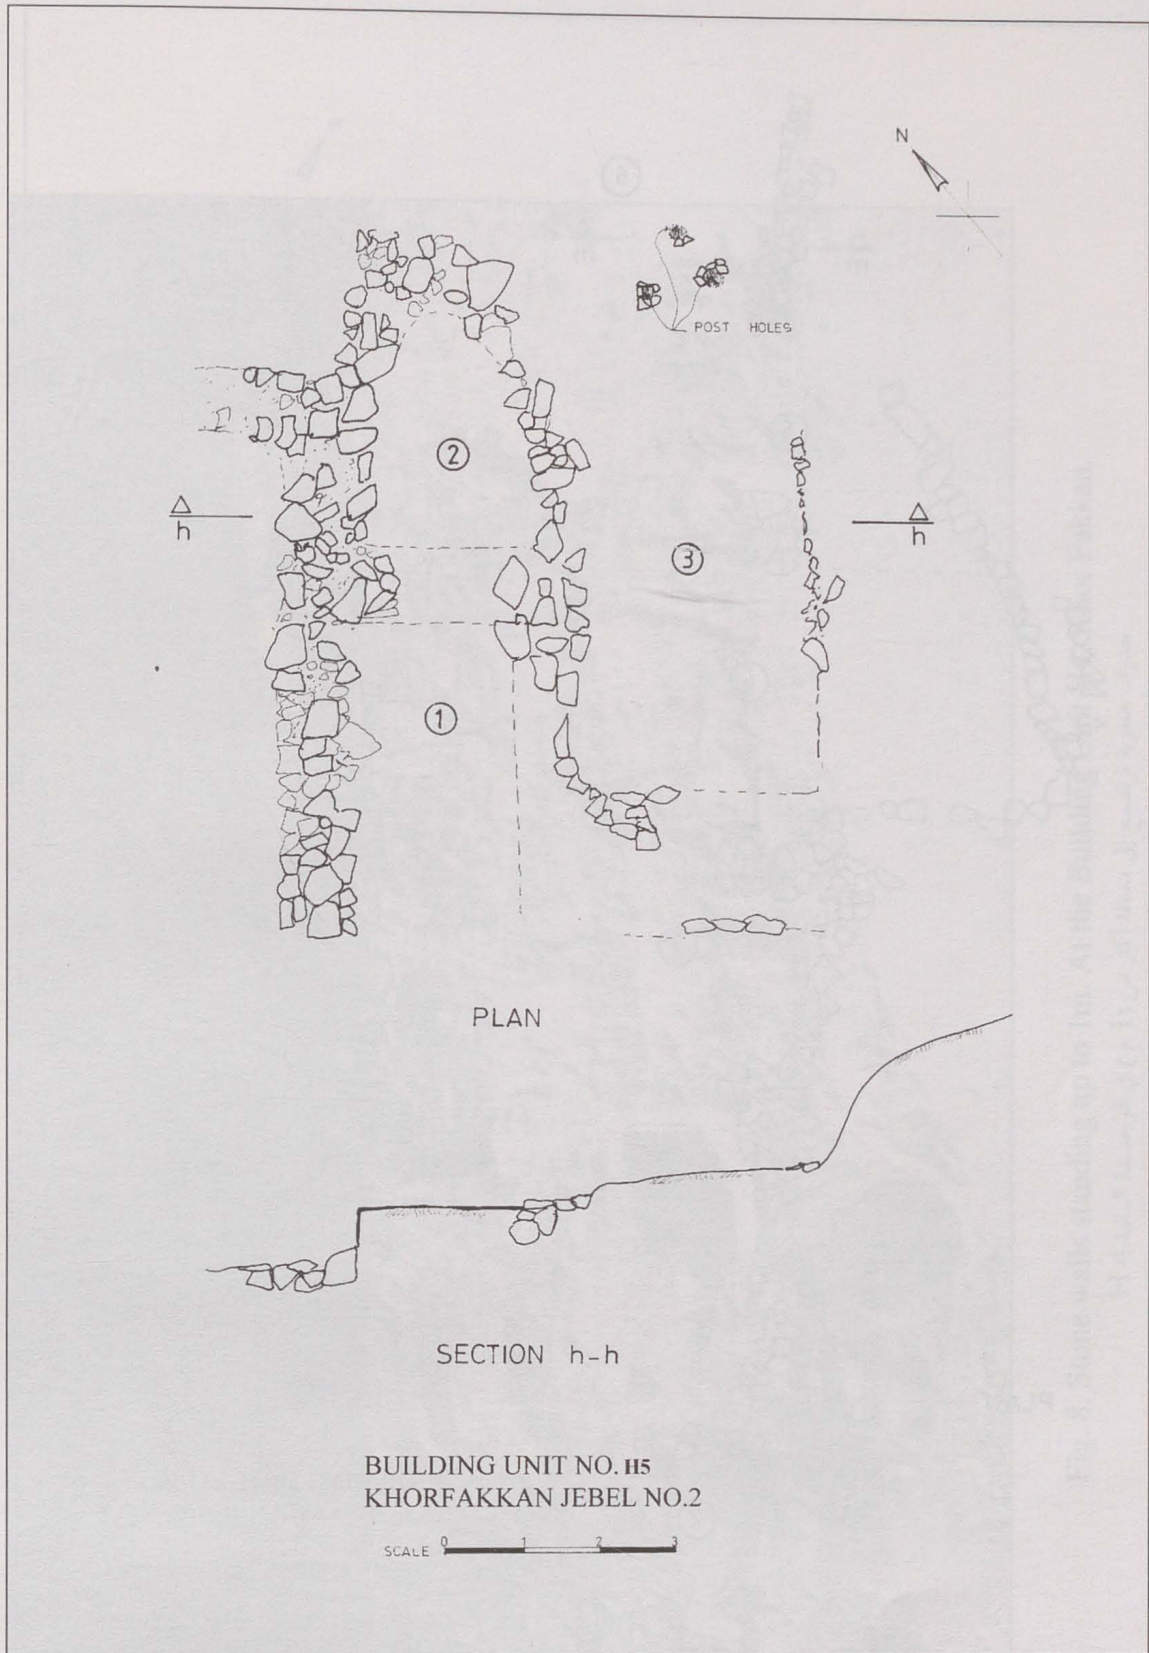 N
POST HOLES
②
△ h
△ h
③
①
PLAN
SECTION h-h
BUILDING UNIT NO. H5
KHORFAKKAN JEBEL NO.2
SCALE 0 1 2 3